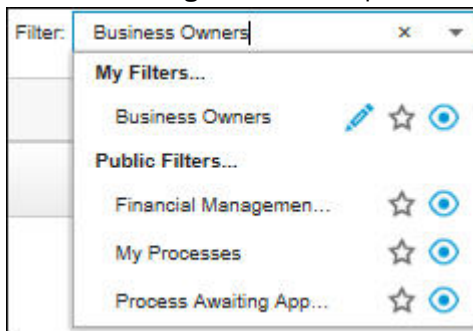 Filter: Business Owners
My Filters...
Business Owners
Public Filters...
Financial Managemen...
My Processes
Process Awaiting App...